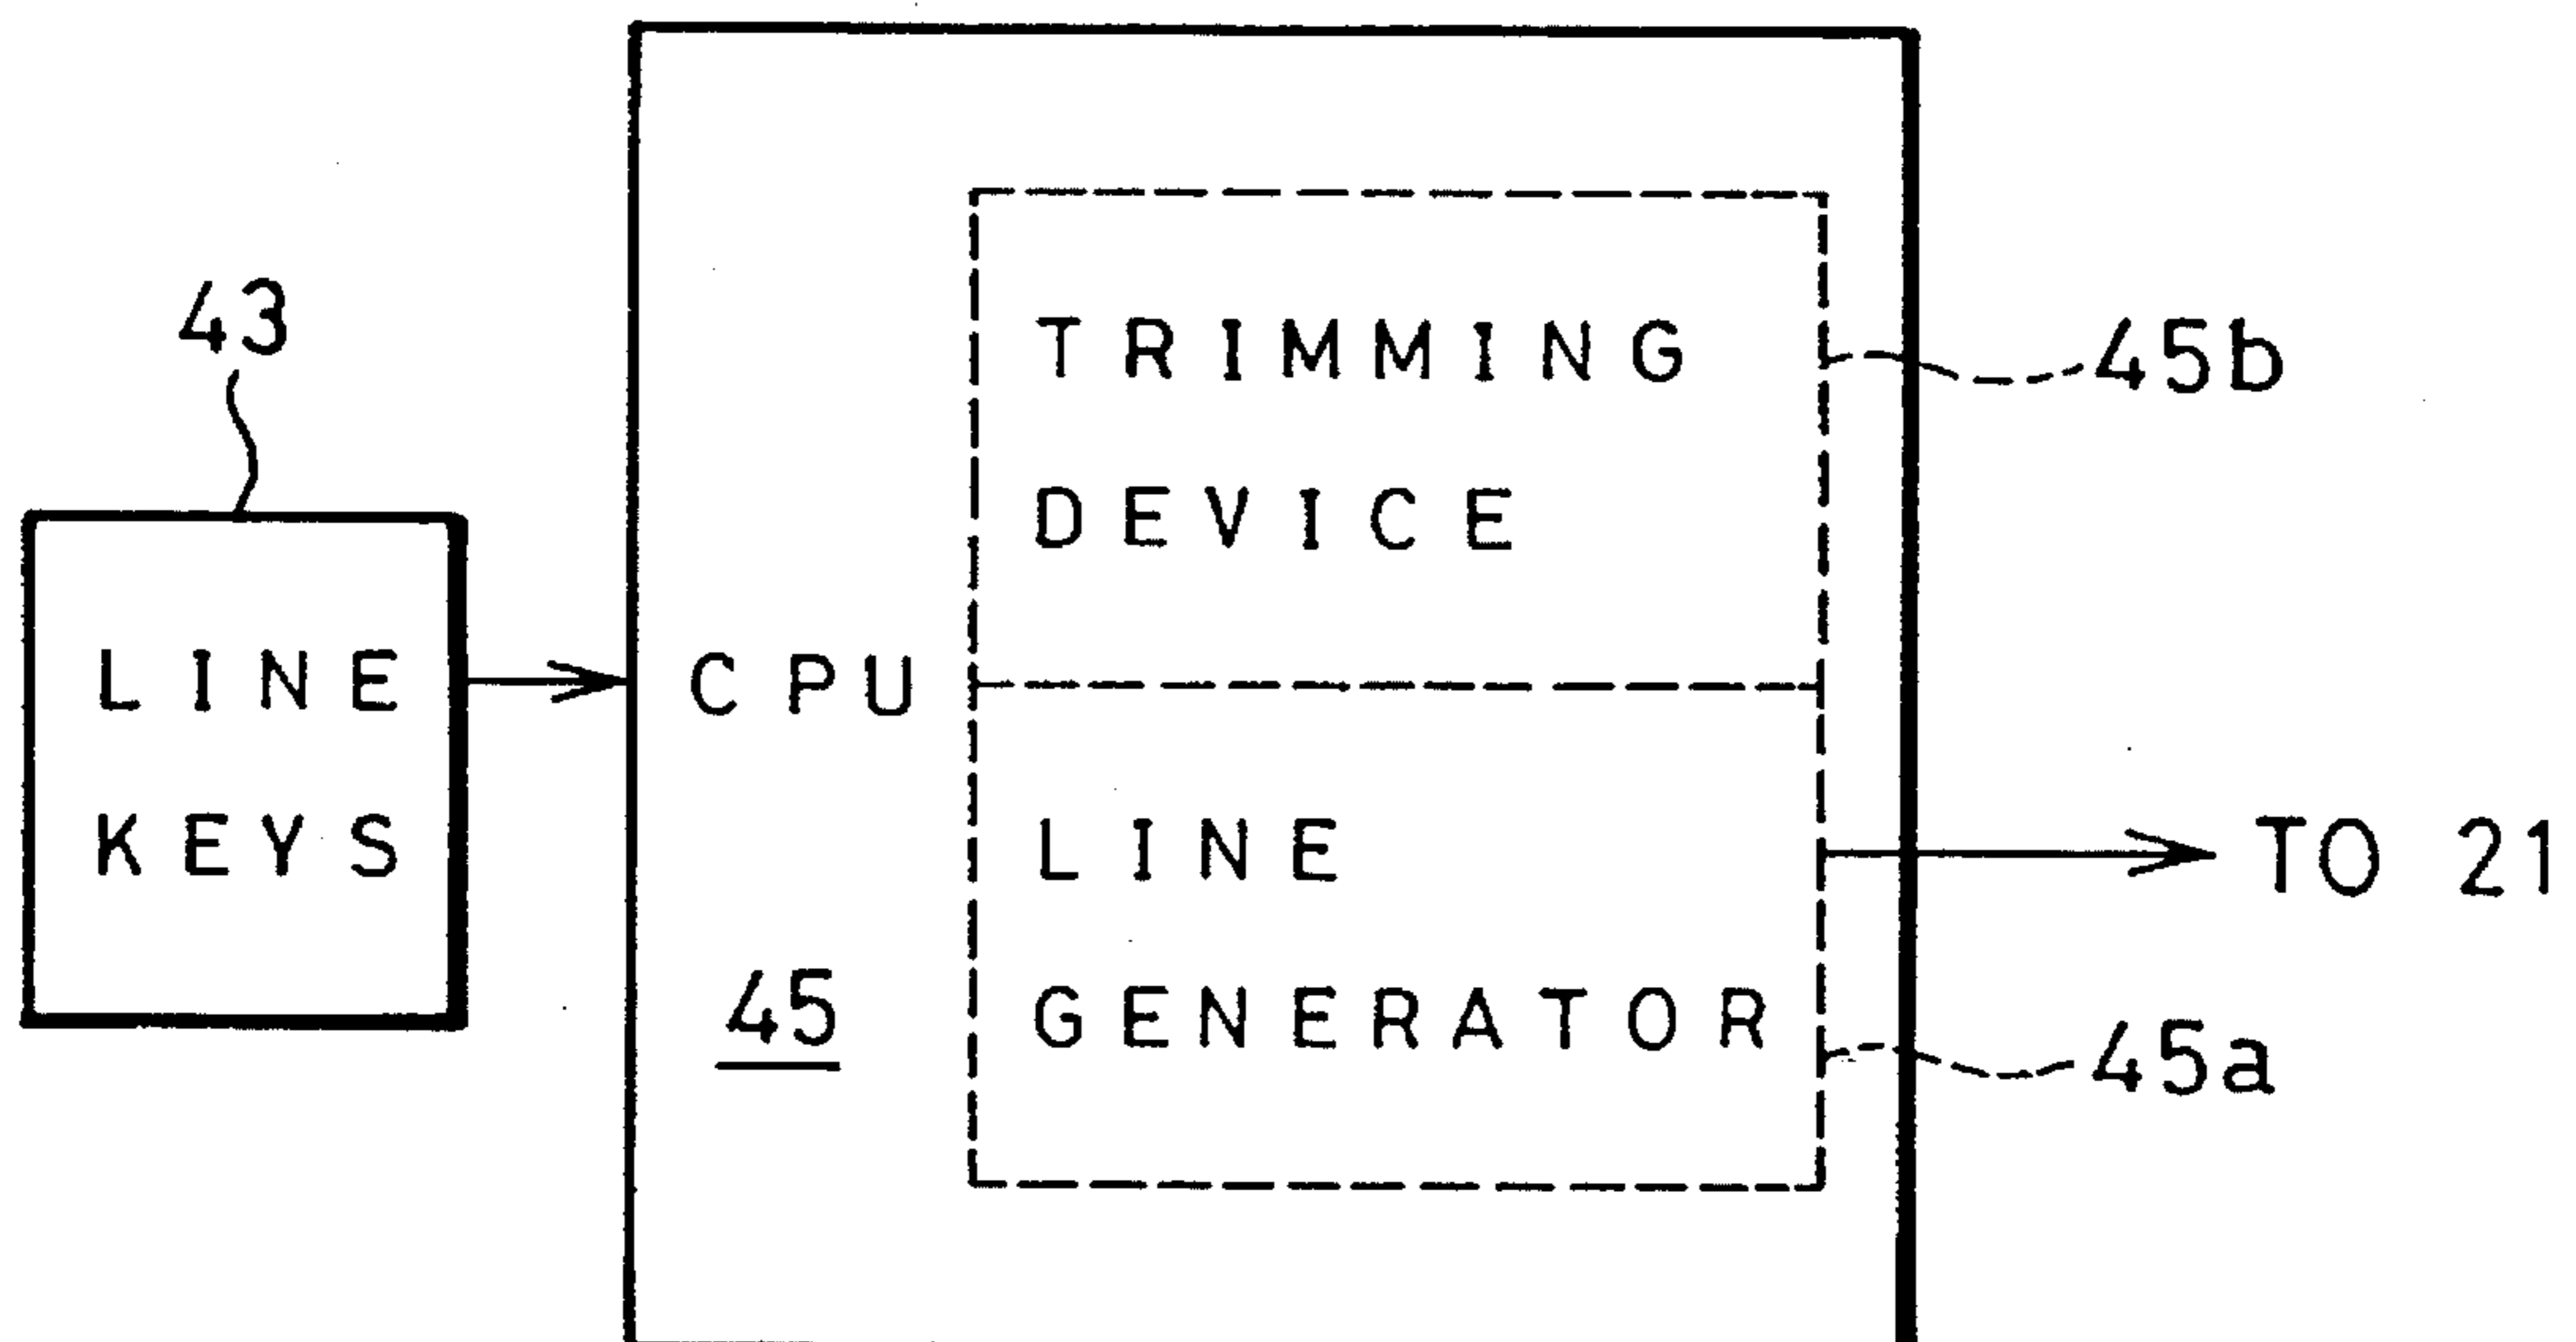 43
LINE
KEYS
CPU
45
TRIMMING
DEVICE
45b
LINE
GENERATOR
TO 21
45a